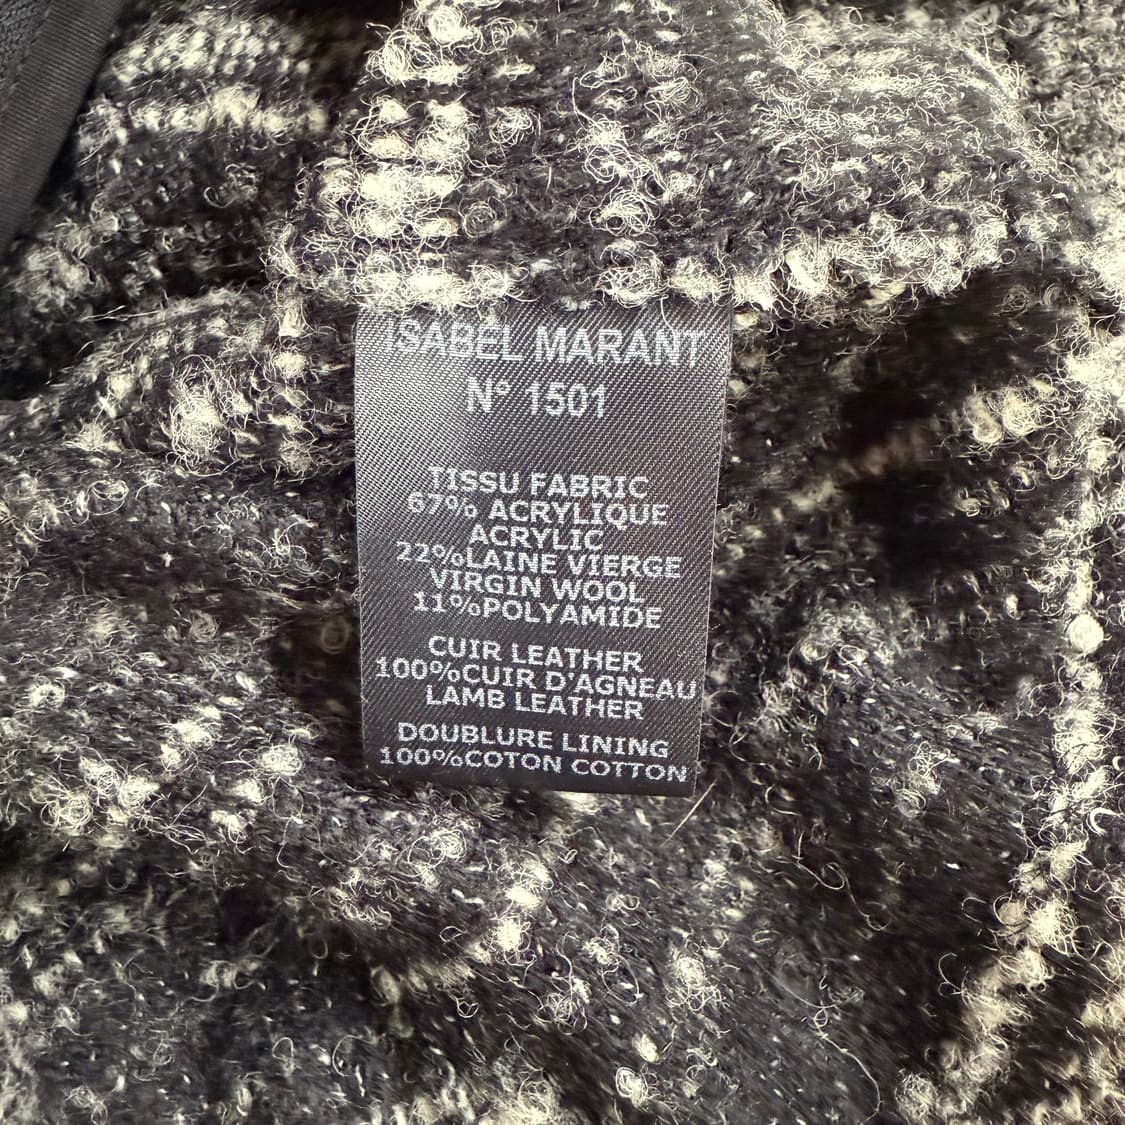 ISABEL MARANT
N° 1501
TISSU FABRIC
67% ACRYLIQUE
ACRYLIC
22%LAINE VIERGE
VIRGIN WOOL
11%POLYAMIDE
CUIR LEATHER
100%CUIR D'AGNEAU
LAMB LEATHER
DOUBLURE LINING
100%COTON COTTON